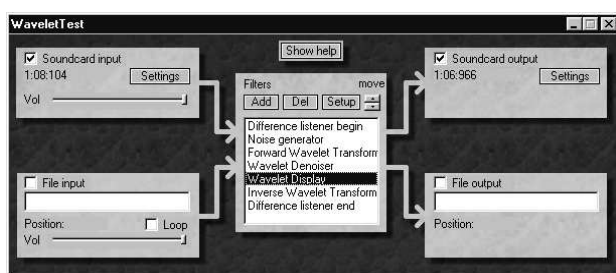 WaveletTest
Soundcard input
1:08:104
Settings
Vol
File input
Position:
Loop
Vol
Show help
Filters
move
Add
Del
Setup
Difference listener begin
Noise generator
Forward Wavelet Transform
Wavelet Denoiser
Wavelet Display
Inverse Wavelet Transform
Difference listener end
Soundcard output
1:06:966
Settings
File output
Position: